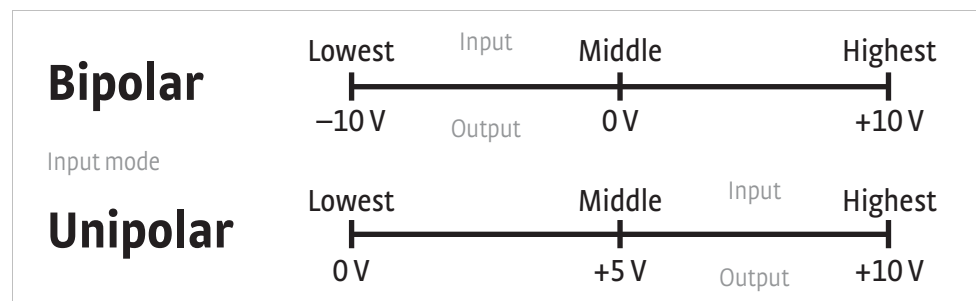 Lowest Input Middle Highest
Bipolar
–10 V Output 0 V +10 V
Input mode
Lowest Middle Input Highest
Unipolar
0 V +5 V Output +10 V